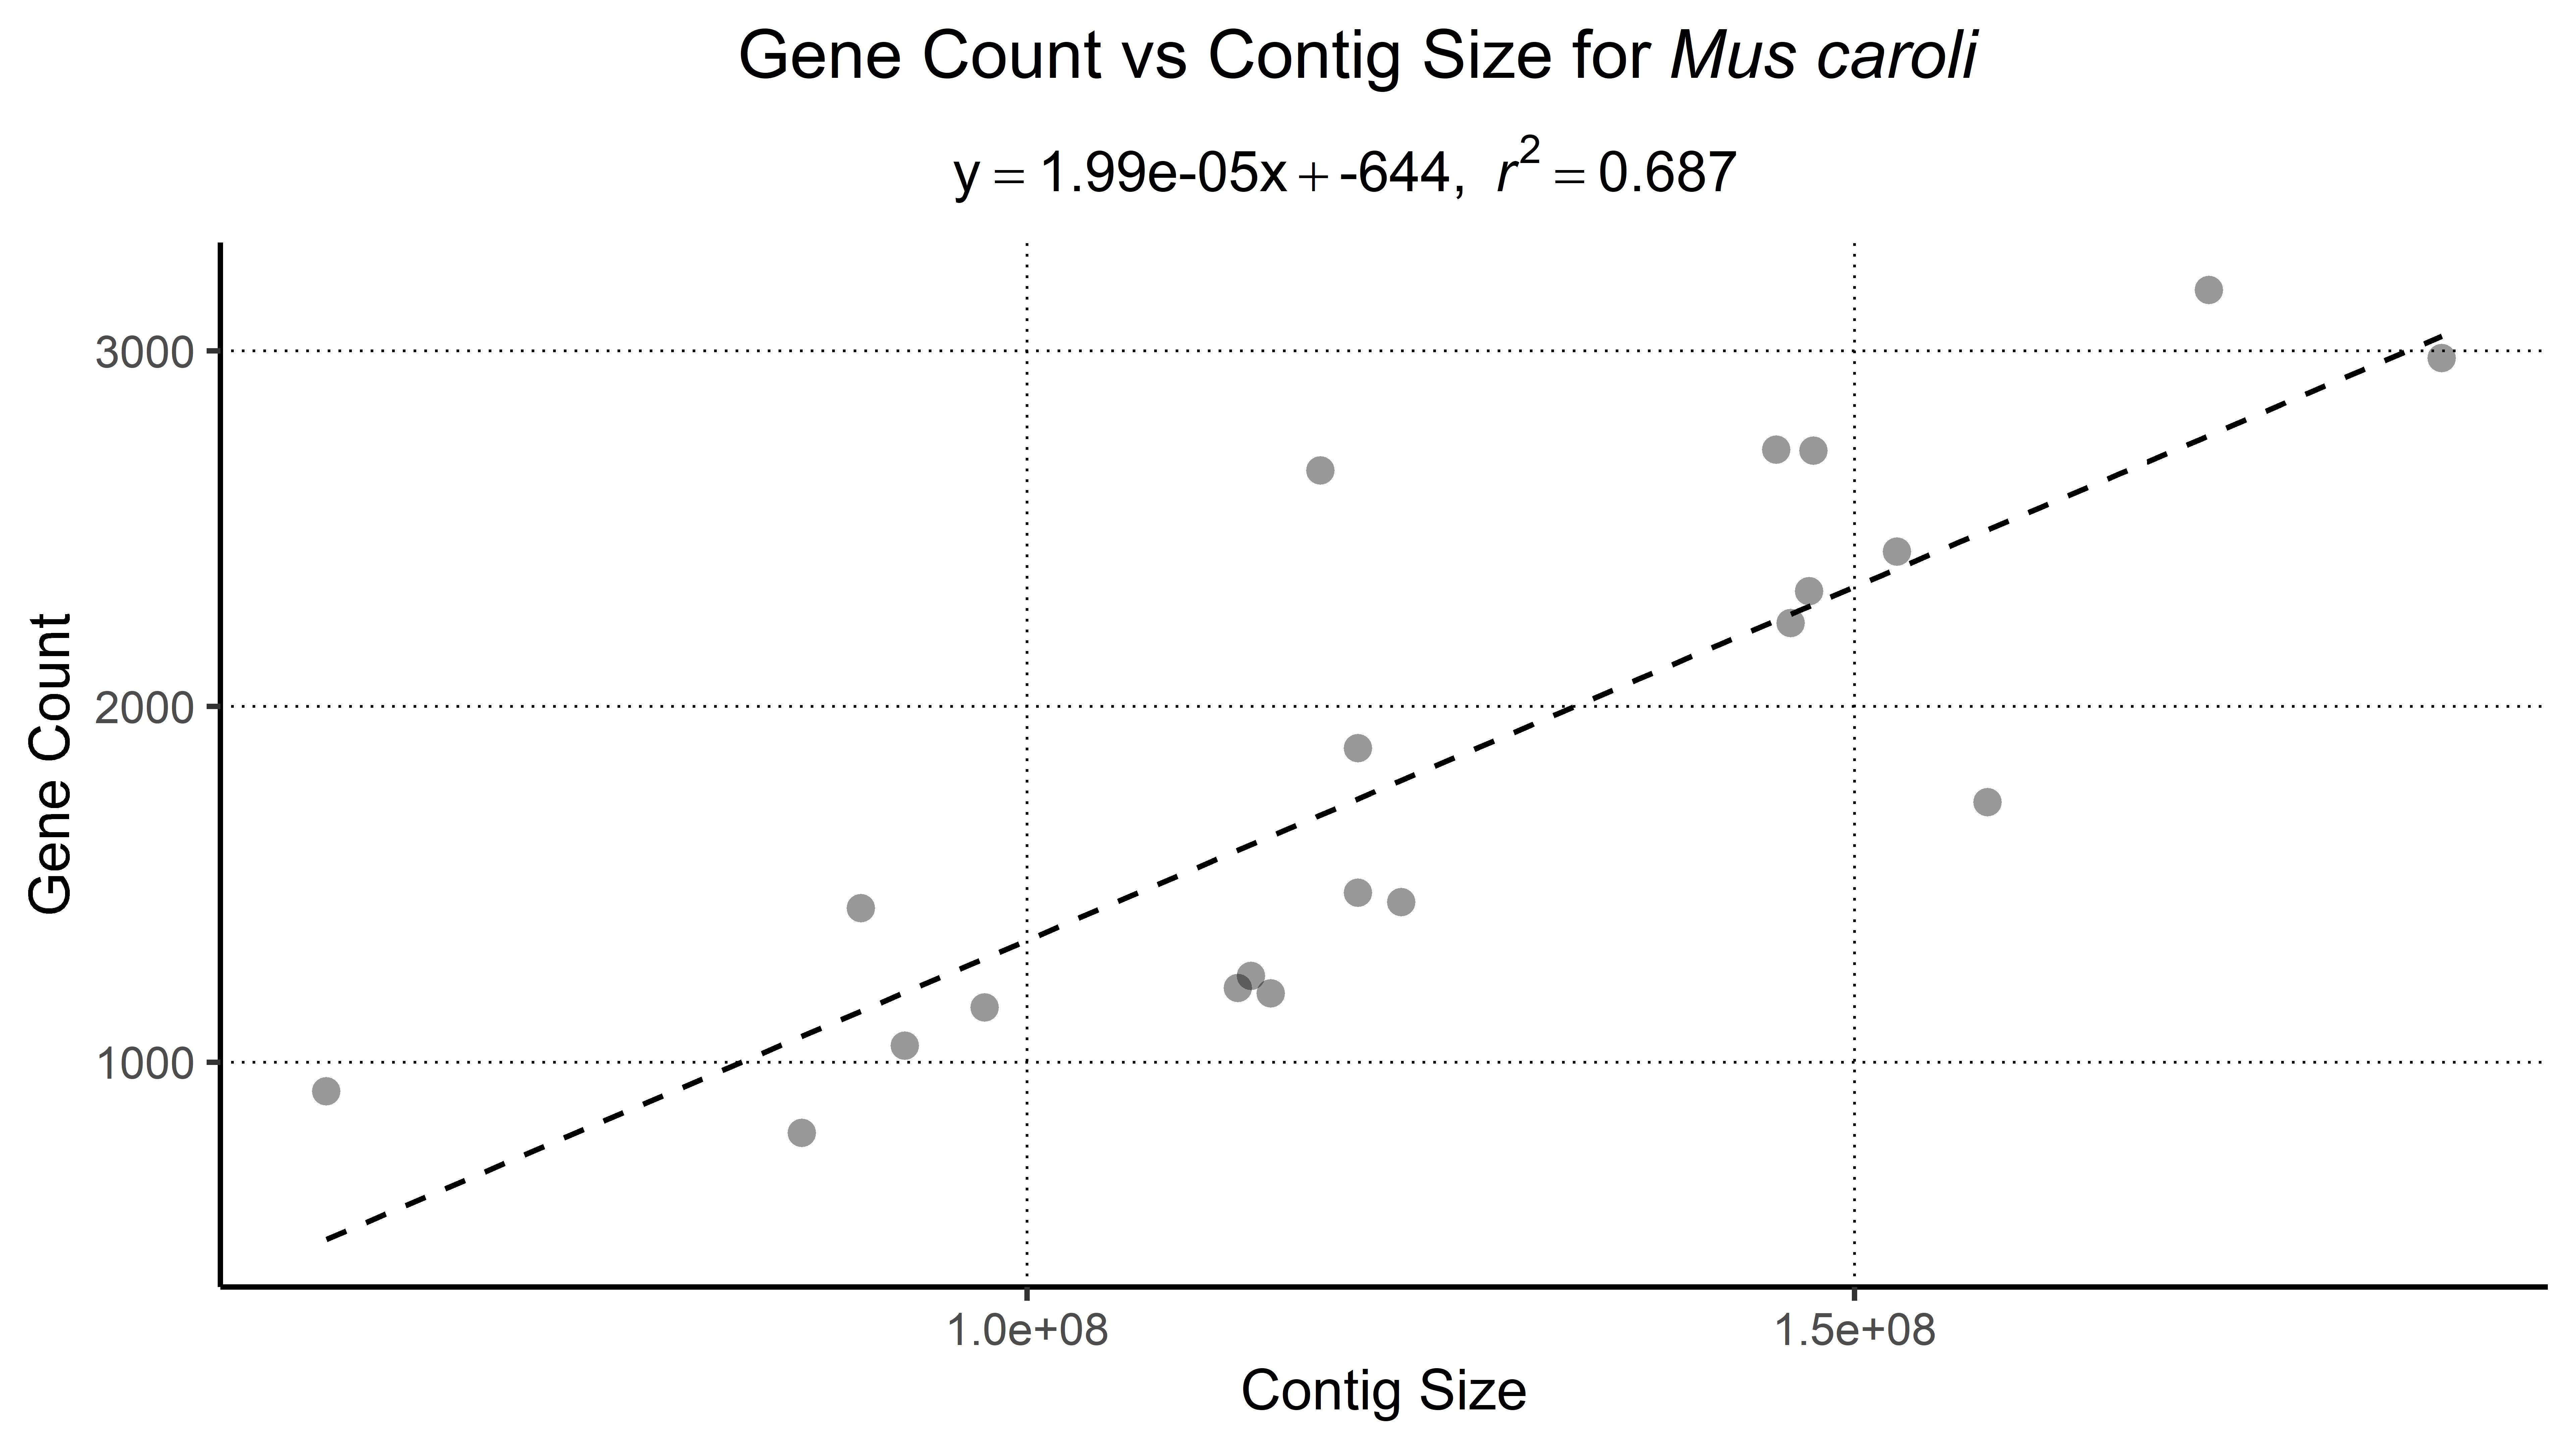 Gene Count vs Contig Size for Mus caroli
y = 1.99e-05x + -644, r² = 0.687
Gene Count
3000
2000
1000
1.0e+08 1.5e+08
Contig Size